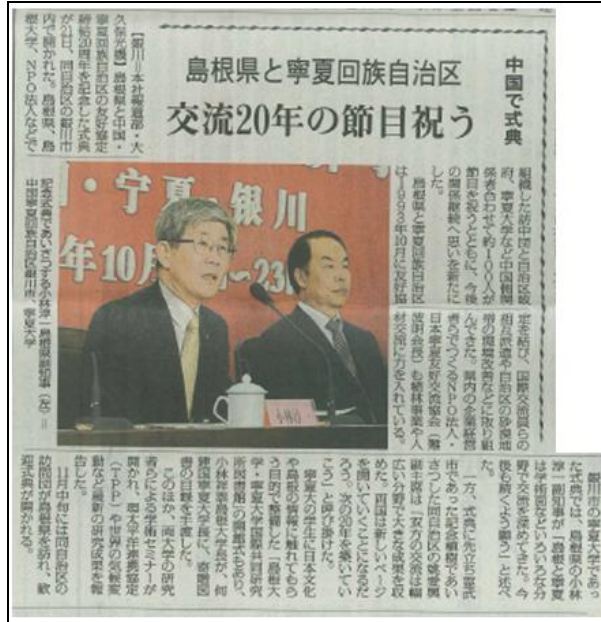 中国で式典
島根県と寧夏回族自治区
交流20年の節目祝う
【銀川=本社報道部・大
久保光騰】島根県と中国・
寧夏回族自治区の友好協定
締結20周年を記念した式典
が21日、同自治区の銀川市
内で開かれた。島根県、島
根大学、NPO法人などで
組織した訪中団と自治区政
府、寧夏大学など中国側関
係者合わせて約100人が
節目を祝うとともに、今後
の関係継続へ思いを新たに
した。
島根県と寧夏回族自治区
は1993年10月に友好協
定を結び、国際交流員らの
相互派遣や自治区の砂漠地
帯の環境改善などに取り組
んできた。県内の企業経営
者らでつくるNPO法人・
日本寧夏友好交流協会(難
波明会長)も植林事業や人
材交流に力を入れている。
・宁夏・银川
年10月 ~23
記念式典であいさつする小林淳一島根県副知事(左)=
中国寧夏回族自治区銀川市、寧夏大学
銀川市の寧夏大学であっ
た式典では、島根県の小林
淳一副知事が「島根と寧夏
は学術面などいろいろな分
野で交流を深めてきた。今
後も続くよう願う」と述べ
た。
一方、式典に先立ち霊武
市であった記念植樹であい
さつした同自治区の姚愛興
副主席は「双方の交流は幅
広い分野で大きな成果を収
めた。両国は新しいページ
を開いていくことになるだ
ろう。次の20年を築いてい
こう」と呼び掛けた。
寧夏大の学生に日本文化
や島根の情報に触れてもら
う目的で整備した「島根大
学・寧夏大学国際共同研究
所図書館」の開館式もあり、
小林祥泰島根大学長が、何
建国寧夏大学長に、寄贈図
書の目録を手渡した。
このほか、両大学の研究
者らによる学術セミナーが
開かれ、環太平洋連携協定
(TPP)や世界の気候変
動など最新の研究成果を報
告した。
11月中旬には同自治区の
訪問団が島根県を訪れ、歓
迎式典が開かれる。